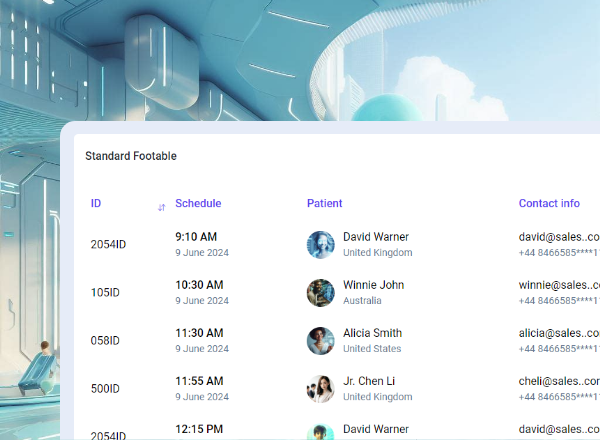 Standard Footable
ID Schedule Patient Contact info
2054ID 9:10 AM David Warner david@sales..co
9 June 2024 United Kingdom +44 8466585****1
105ID 10:30 AM Winnie John winnie@sales..c
9 June 2024 Australia +44 8466585****1
058ID 11:30 AM Alicia Smith alicia@sales..co
9 June 2024 United States +44 8466585****1
500ID 11:55 AM Jr. Chen Li cheli@sales..com
9 June 2024 United Kingdom +44 8466585****1
2054ID 12:15 PM David Warner david@sales..co